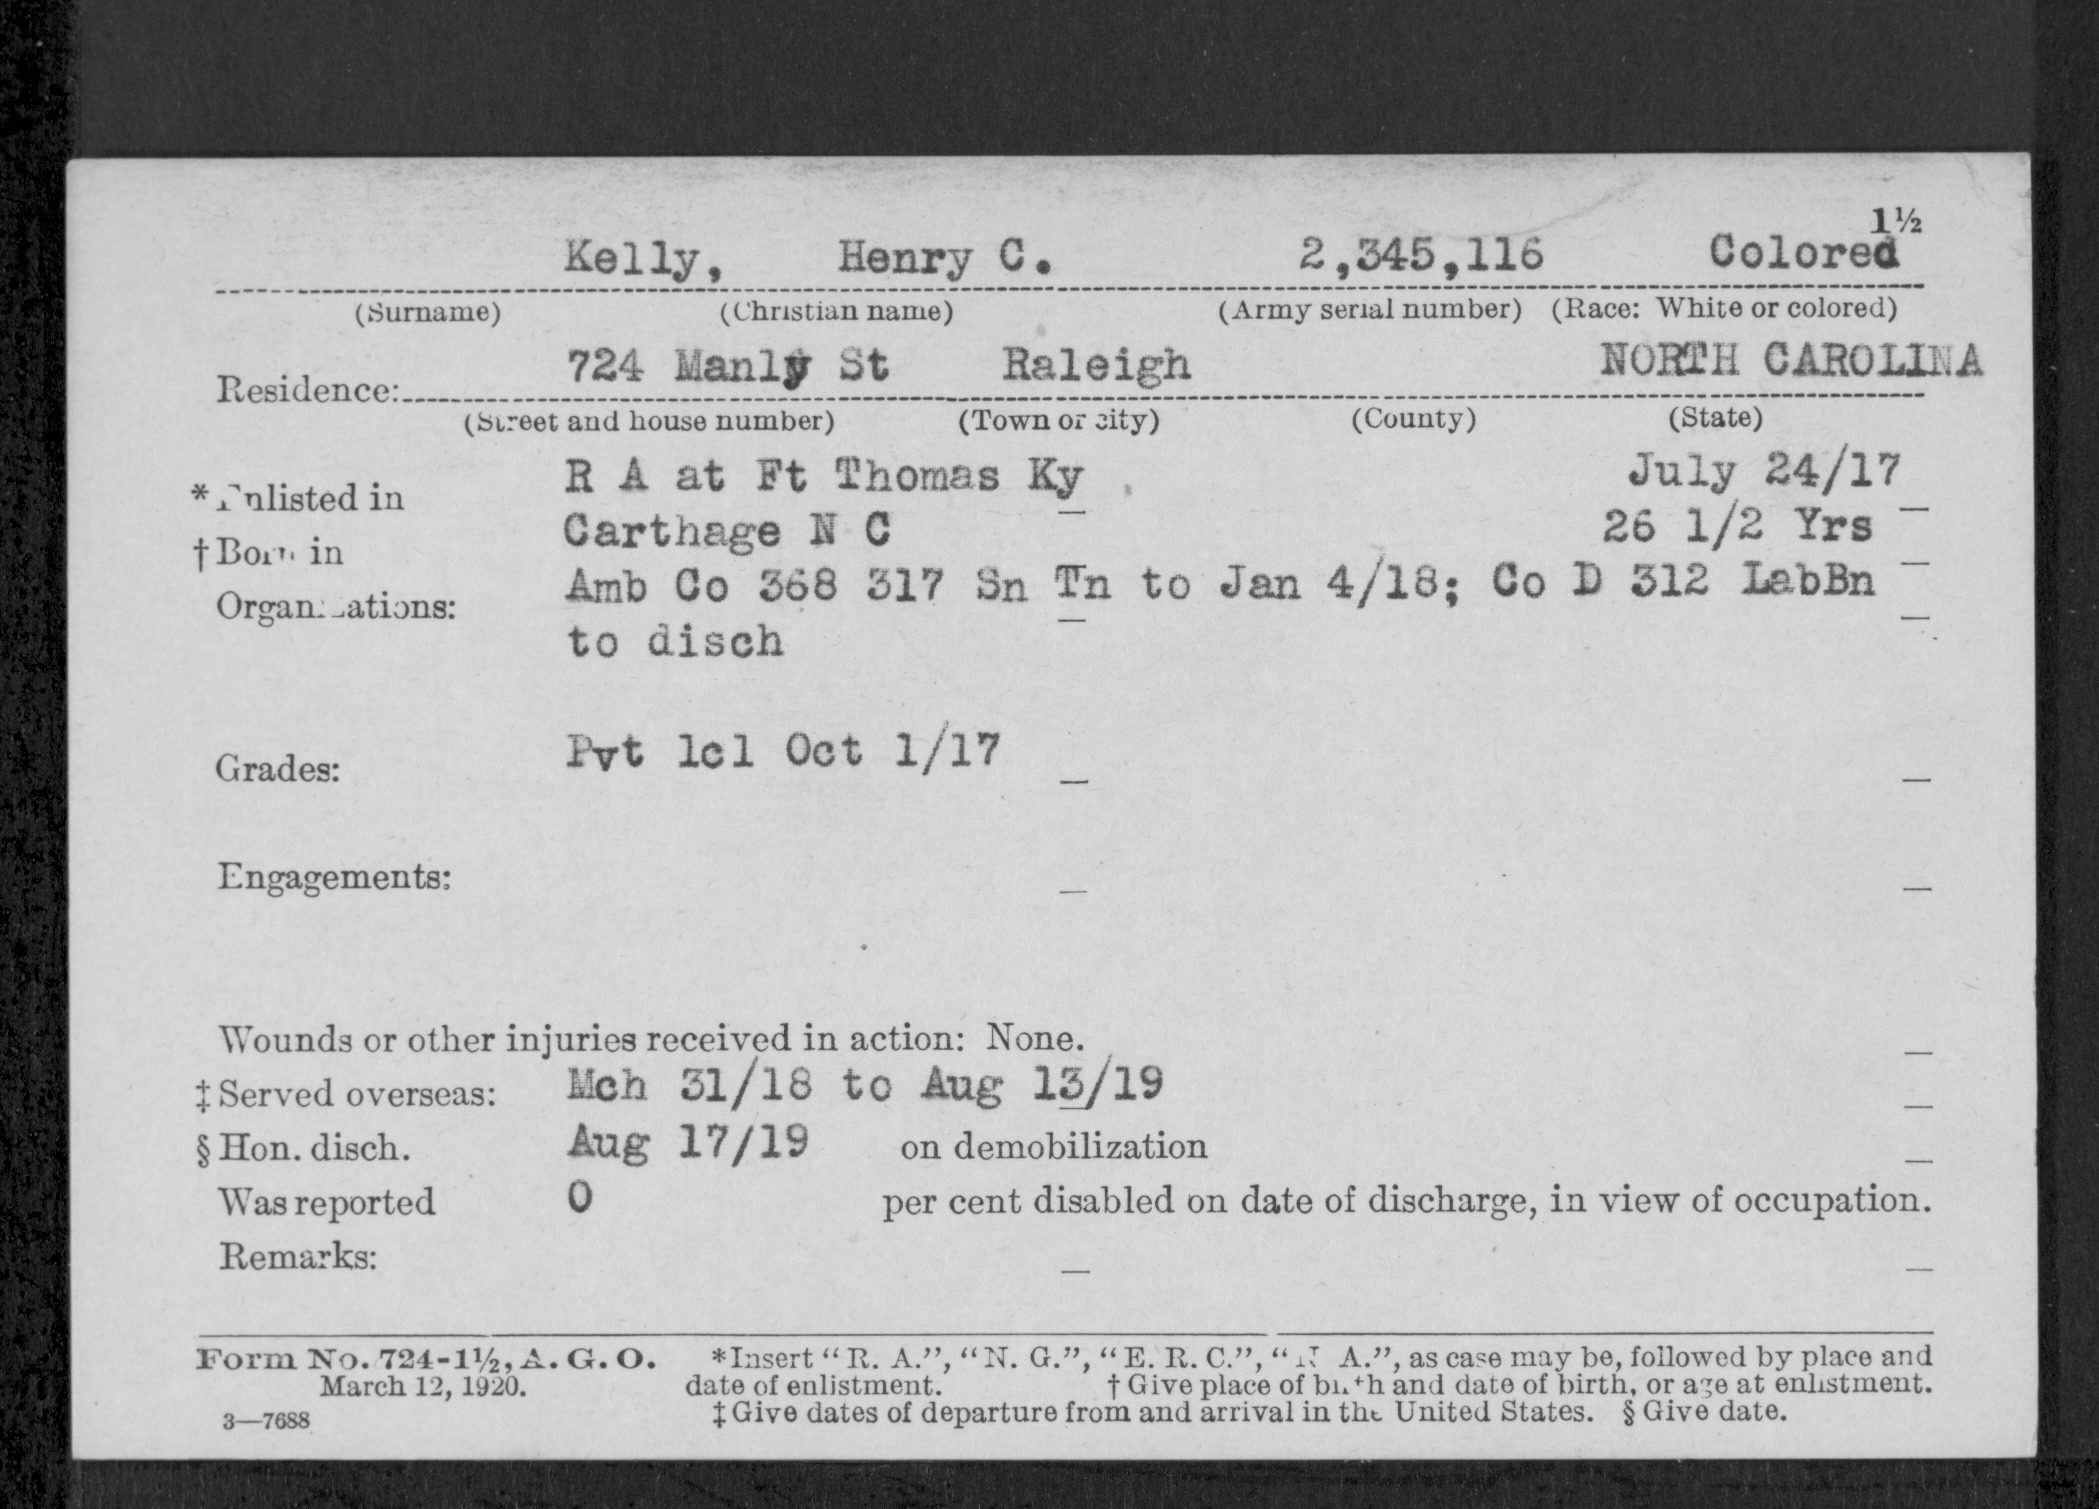 1½
Kelly, Henry C. 2,345,116 Colored
(Surname) (Christian name) (Army serial number) (Race: White or colored)
Residence: 724 Manly St Raleigh NORTH CAROLINA
(Street and house number) (Town or city) (County) (State)
* Enlisted in R A at Ft Thomas Ky July 24/17
† Born in Carthage N C 26 1/2 Yrs
Organizations: Amb Co 368 317 Sn Tn to Jan 4/18; Co D 312 LabBn
to disch
Grades: Pvt 1cl Oct 1/17
Engagements:
Wounds or other injuries received in action: None.
‡ Served overseas: Mch 31/18 to Aug 13/19
§ Hon. disch. Aug 17/19 on demobilization
Was reported 0 per cent disabled on date of discharge, in view of occupation.
Remarks:
Form No. 724-1½, A. G. O. *Insert "R. A.", "N. G.", "E. R. C.", "N. A.", as case may be, followed by place and
March 12, 1920. date of enlistment. † Give place of birth and date of birth, or age at enlistment.
3—7688 ‡ Give dates of departure from and arrival in the United States. § Give date.